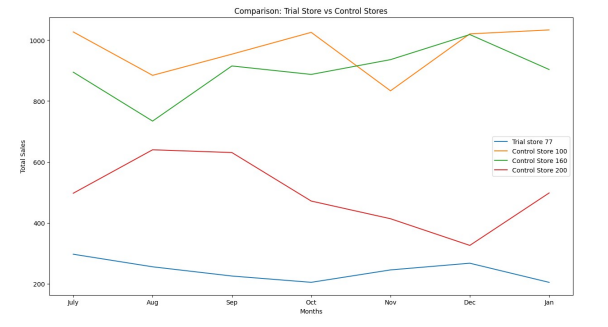 Comparison: Trial Store vs Control Stores
Total Sales
1000
800
600
400
200
Trial store 77
Control Store 100
Control Store 160
Control Store 200
July Aug Sep Oct Nov Dec Jan
Months